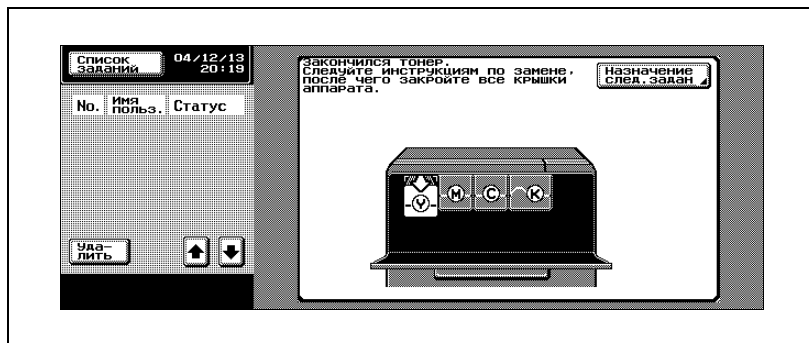 Список заданий
04/12/13
20:19
No.
Имя польз.
Статус
Уда-
лить
Закончился тонер.
Следуйте инструкциям по замене,
после чего закройте все крышки
аппарата.
Назначение
след.задан
Y
M
C
K